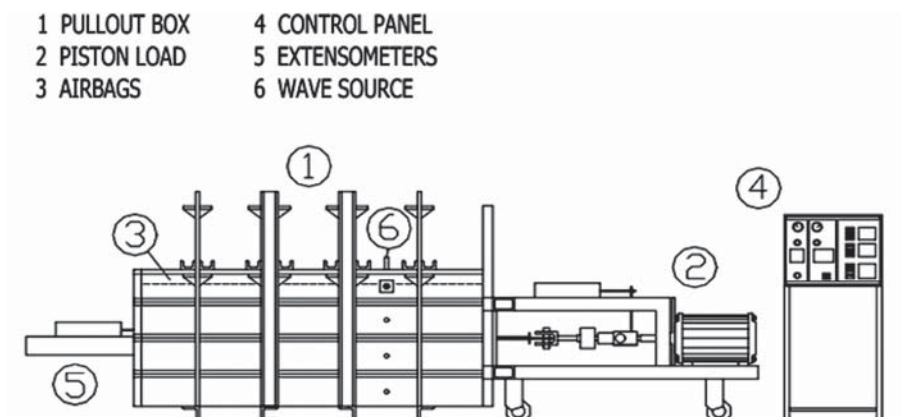 1 PULLOUT BOX
2 PISTON LOAD
3 AIRBAGS
4 CONTROL PANEL
5 EXTENSOMETERS
6 WAVE SOURCE
1
4
6
3
2
5